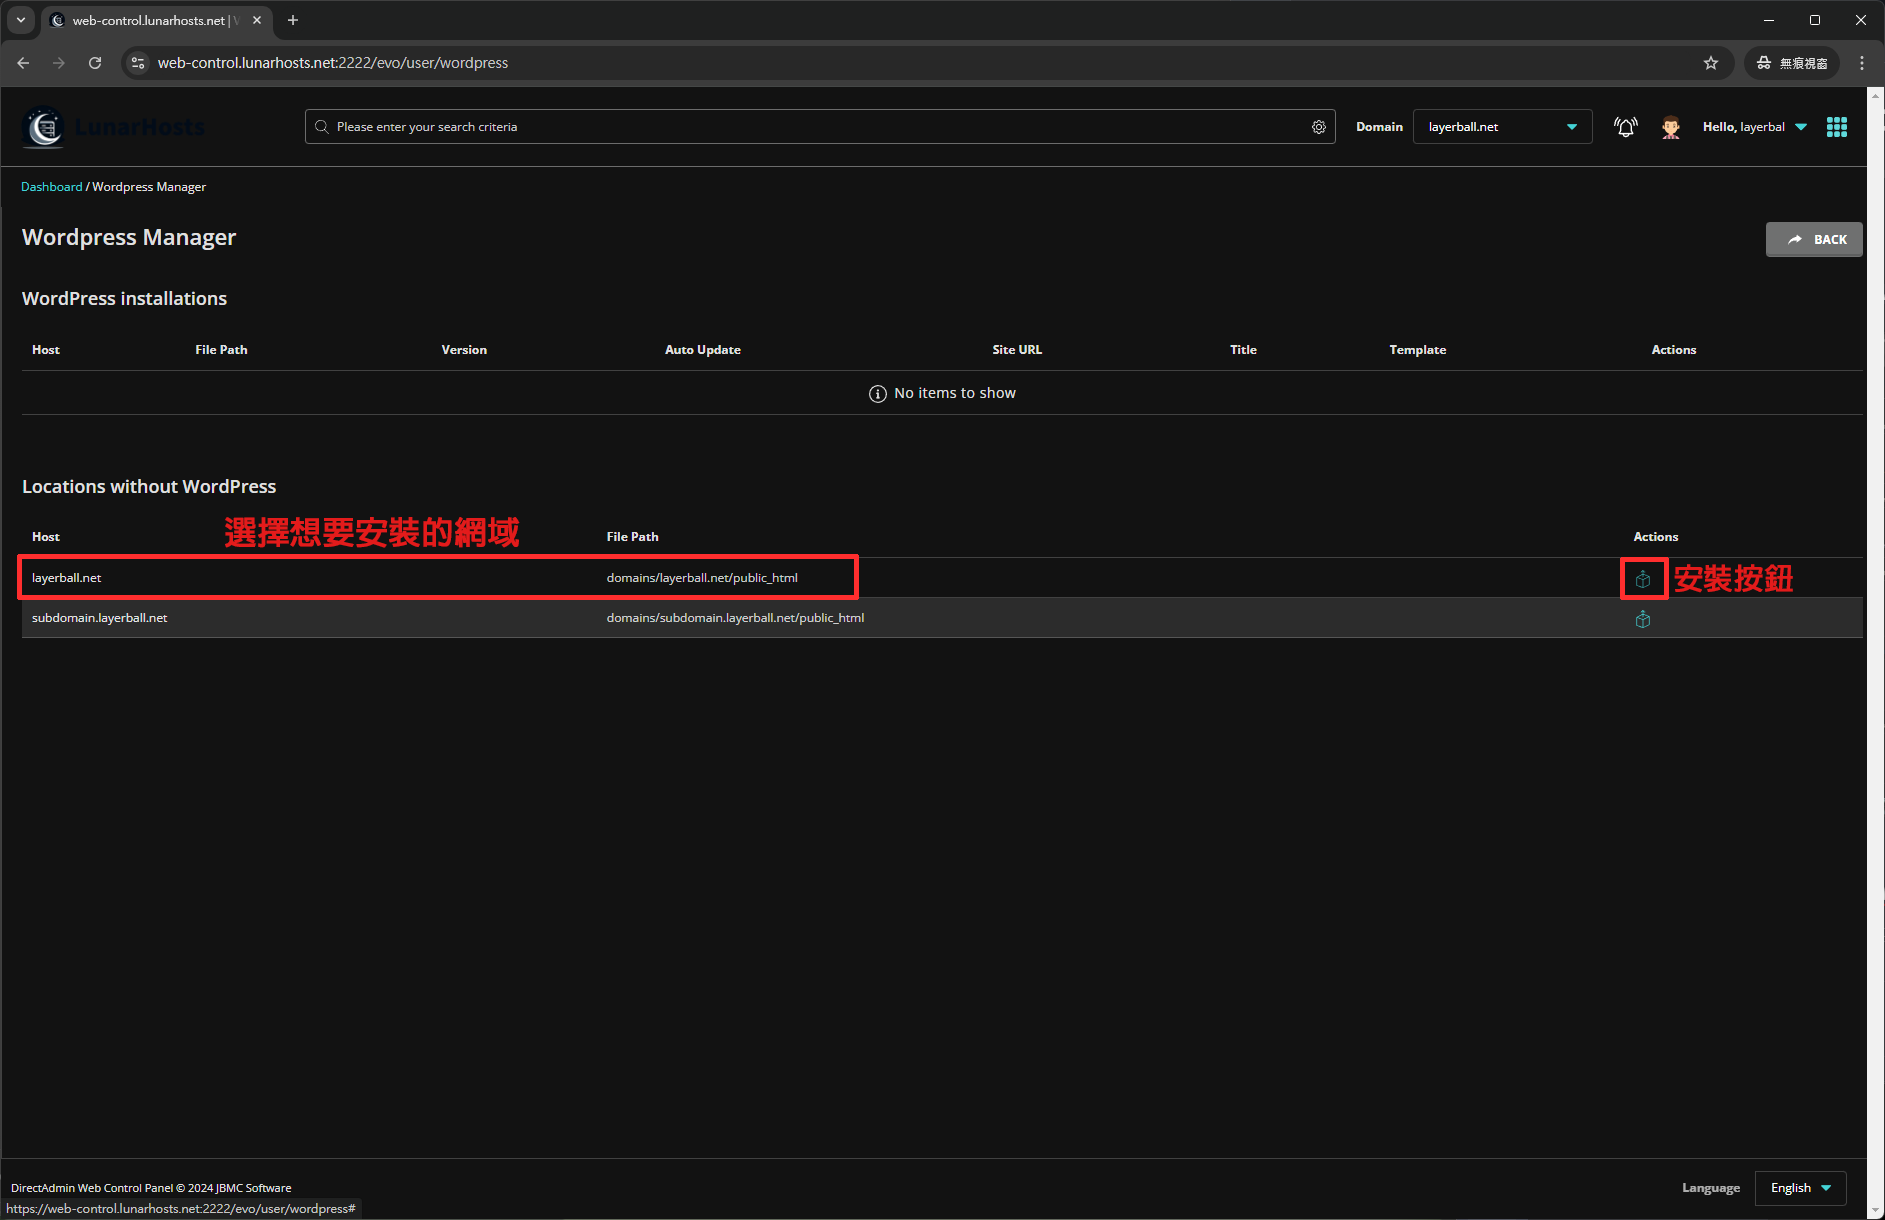 web-control.lunarhosts.net |
web-control.lunarhosts.net:2222/evo/user/wordpress
無痕視窗
LunarHosts
Please enter your search criteria
Domain
layerball.net
Hello, layerbal
Dashboard / Wordpress Manager
Wordpress Manager
BACK
WordPress installations
Host File Path Version Auto Update Site URL Title Template Actions
No items to show
Locations without WordPress
選擇想要安裝的網域
Host File Path Actions
layerball.net domains/layerball.net/public_html
安裝按鈕
subdomain.layerball.net domains/subdomain.layerball.net/public_html
DirectAdmin Web Control Panel © 2024 JBMC Software
Language
English
https://web-control.lunarhosts.net:2222/evo/user/wordpress#